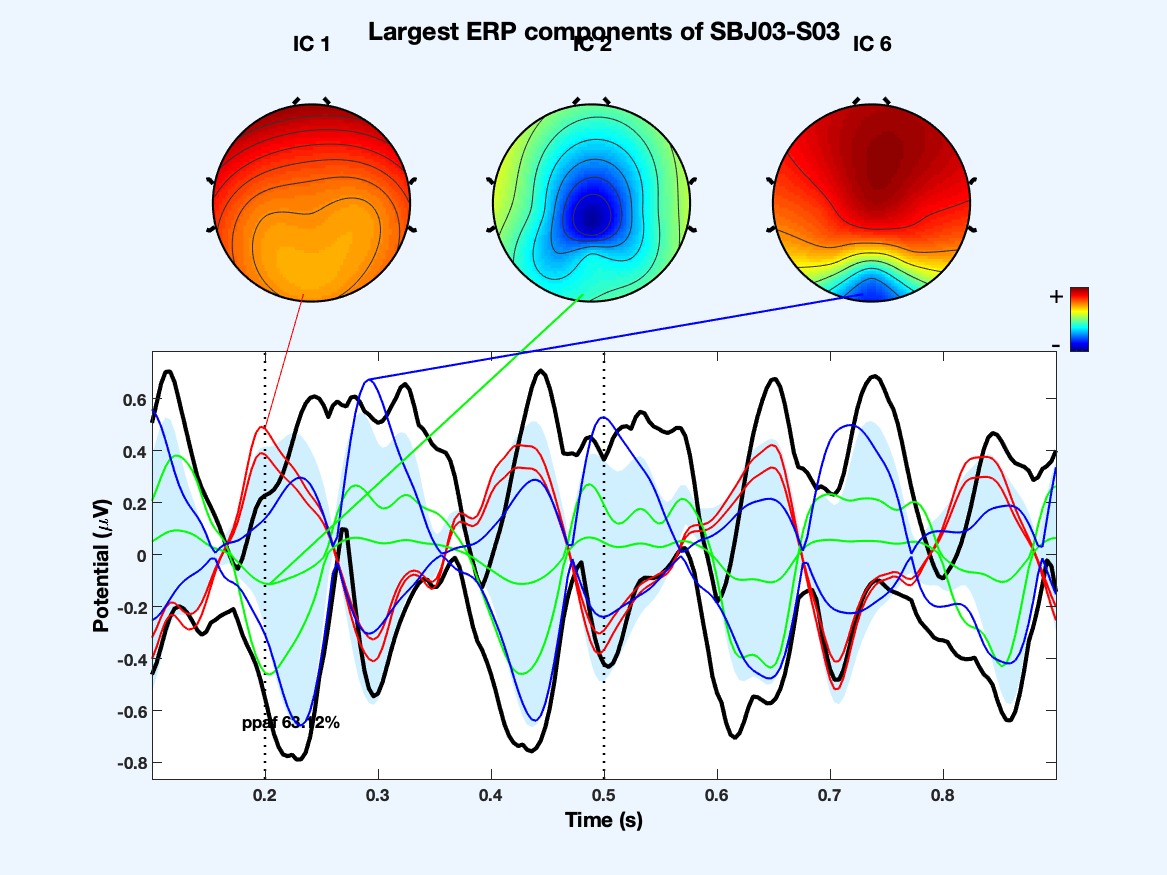 Largest ERP components of SBJ03-S03
IC 1
IC 2
IC 6
+
-
Potential (μV)
0.6
0.4
0.2
0
-0.2
-0.4
-0.6
-0.8
ppaf 63.12%
0.2
0.3
0.4
0.5
0.6
0.7
0.8
Time (s)